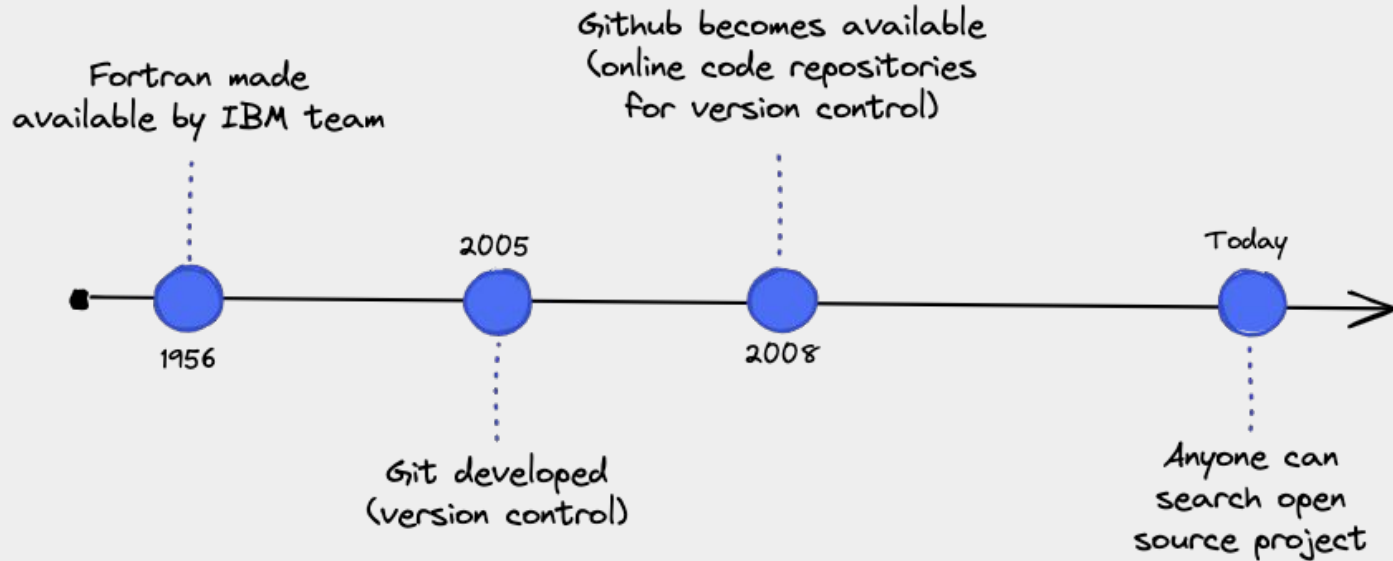 Fortran made
available by IBM team
1956
2005
Git developed
(version control)
Github becomes available
(online code repositories
for version control)
2008
Today
Anyone can
search open
source project